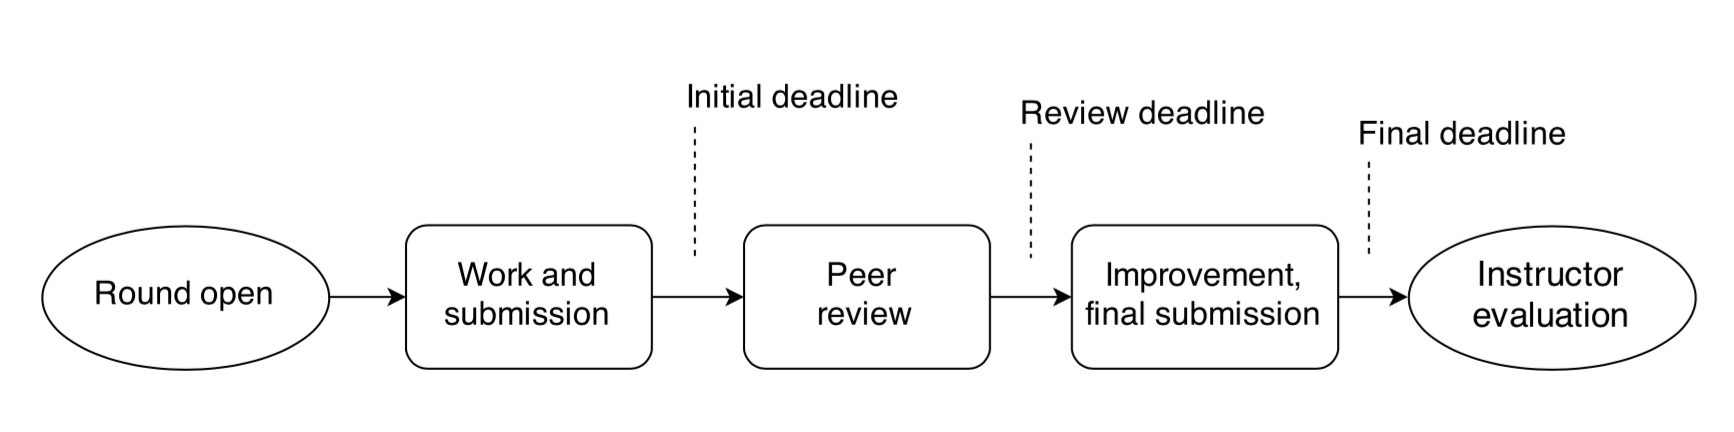 Initial deadline
Review deadline
Final deadline
Round open
Work and
submission
Peer
review
Improvement,
final submission
Instructor
evaluation